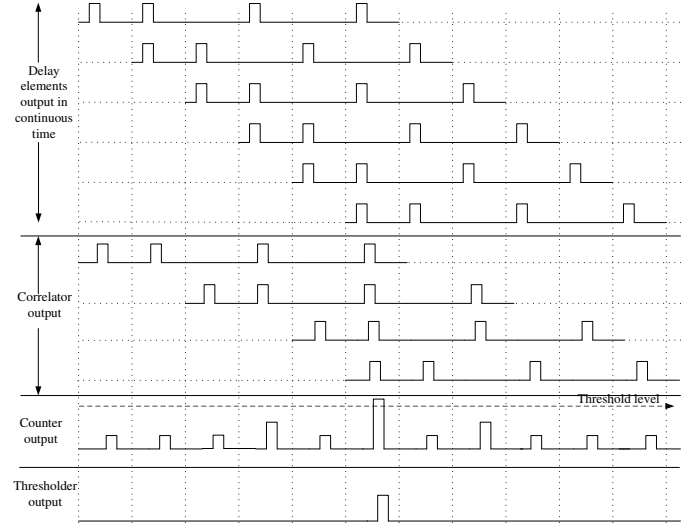 Delay
elements
output in
continuous
time
Correlator
output
Threshold level
Counter
output
Thresholder
output